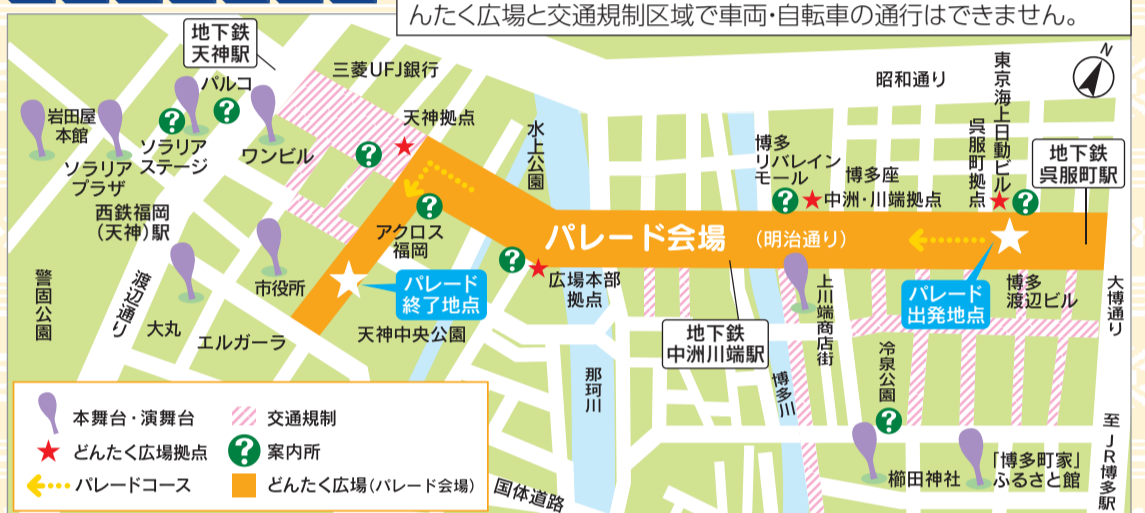 んたく広場と交通規制区域で車両・自転車の通行はできません。
地下鉄
天神駅
三菱UFJ銀行
昭和通り
N
東京海上日動ビル
呉服町拠点
地下鉄
呉服町駅
パルコ
岩田屋
本館
ソラリア
プラザ
ソラリア
ステージ
ワンビル
天神拠点
水上公園
博多
リバレイン
モール
博多座
中洲・川端拠点
西鉄福岡
(天神)駅
アクロス
福岡
パレード会場
(明治通り)
警固公園
渡辺通り
市役所
パレード
終了地点
広場本部
拠点
上川端商店街
パレード
出発地点
博多
渡辺ビル
大博通り
大丸
エルガーラ
天神中央公園
地下鉄
中洲川端駅
那珂川
博多川
冷泉公園
至JR博多駅
櫛田神社
「博多町家」
ふるさと館
国体道路
本舞台・演舞台
交通規制
どんたく広場拠点
?
案内所
パレードコース
どんたく広場(パレード会場)